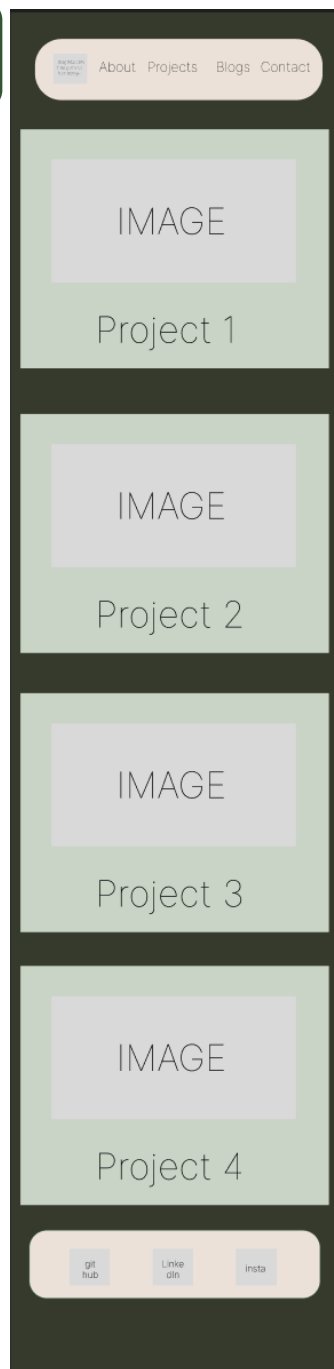 About Projects Blogs Contact
IMAGE
Project 1
IMAGE
Project 2
IMAGE
Project 3
IMAGE
Project 4
git
hub
Linke
dIn
insta